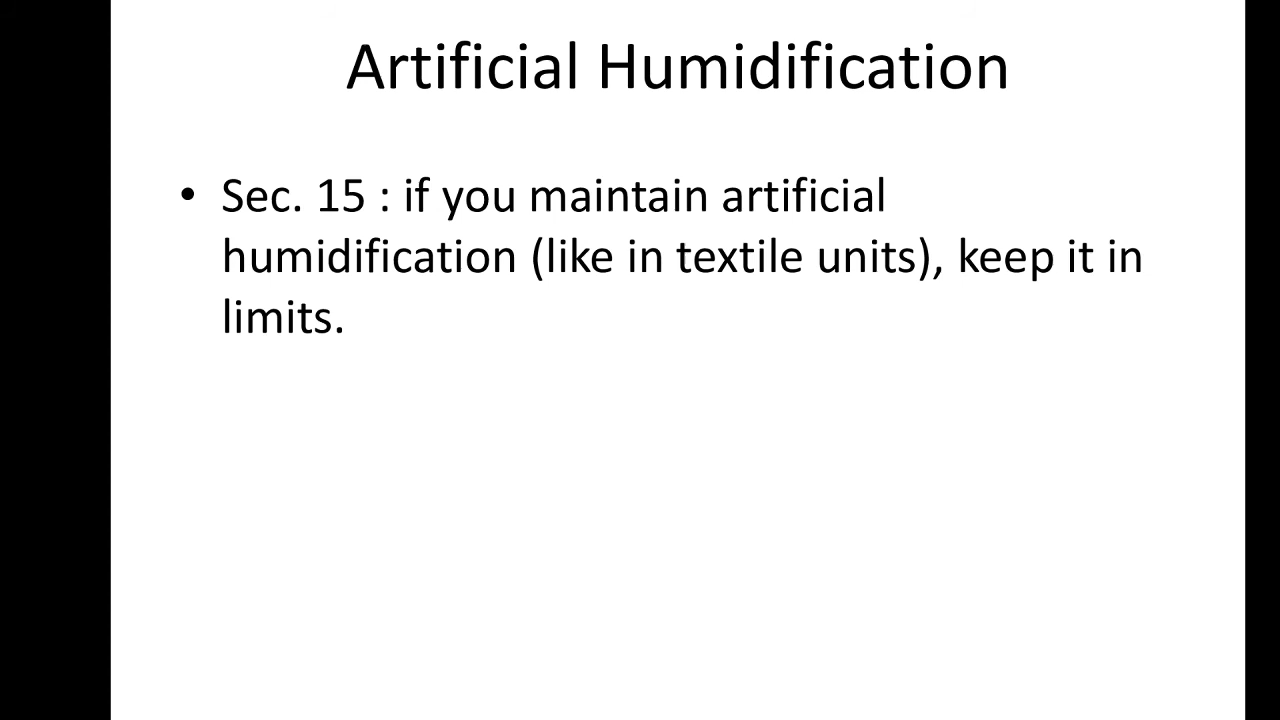 Artificial Humidification
• Sec. 15 : if you maintain artificial
humidification (like in textile units), keep it in
limits.